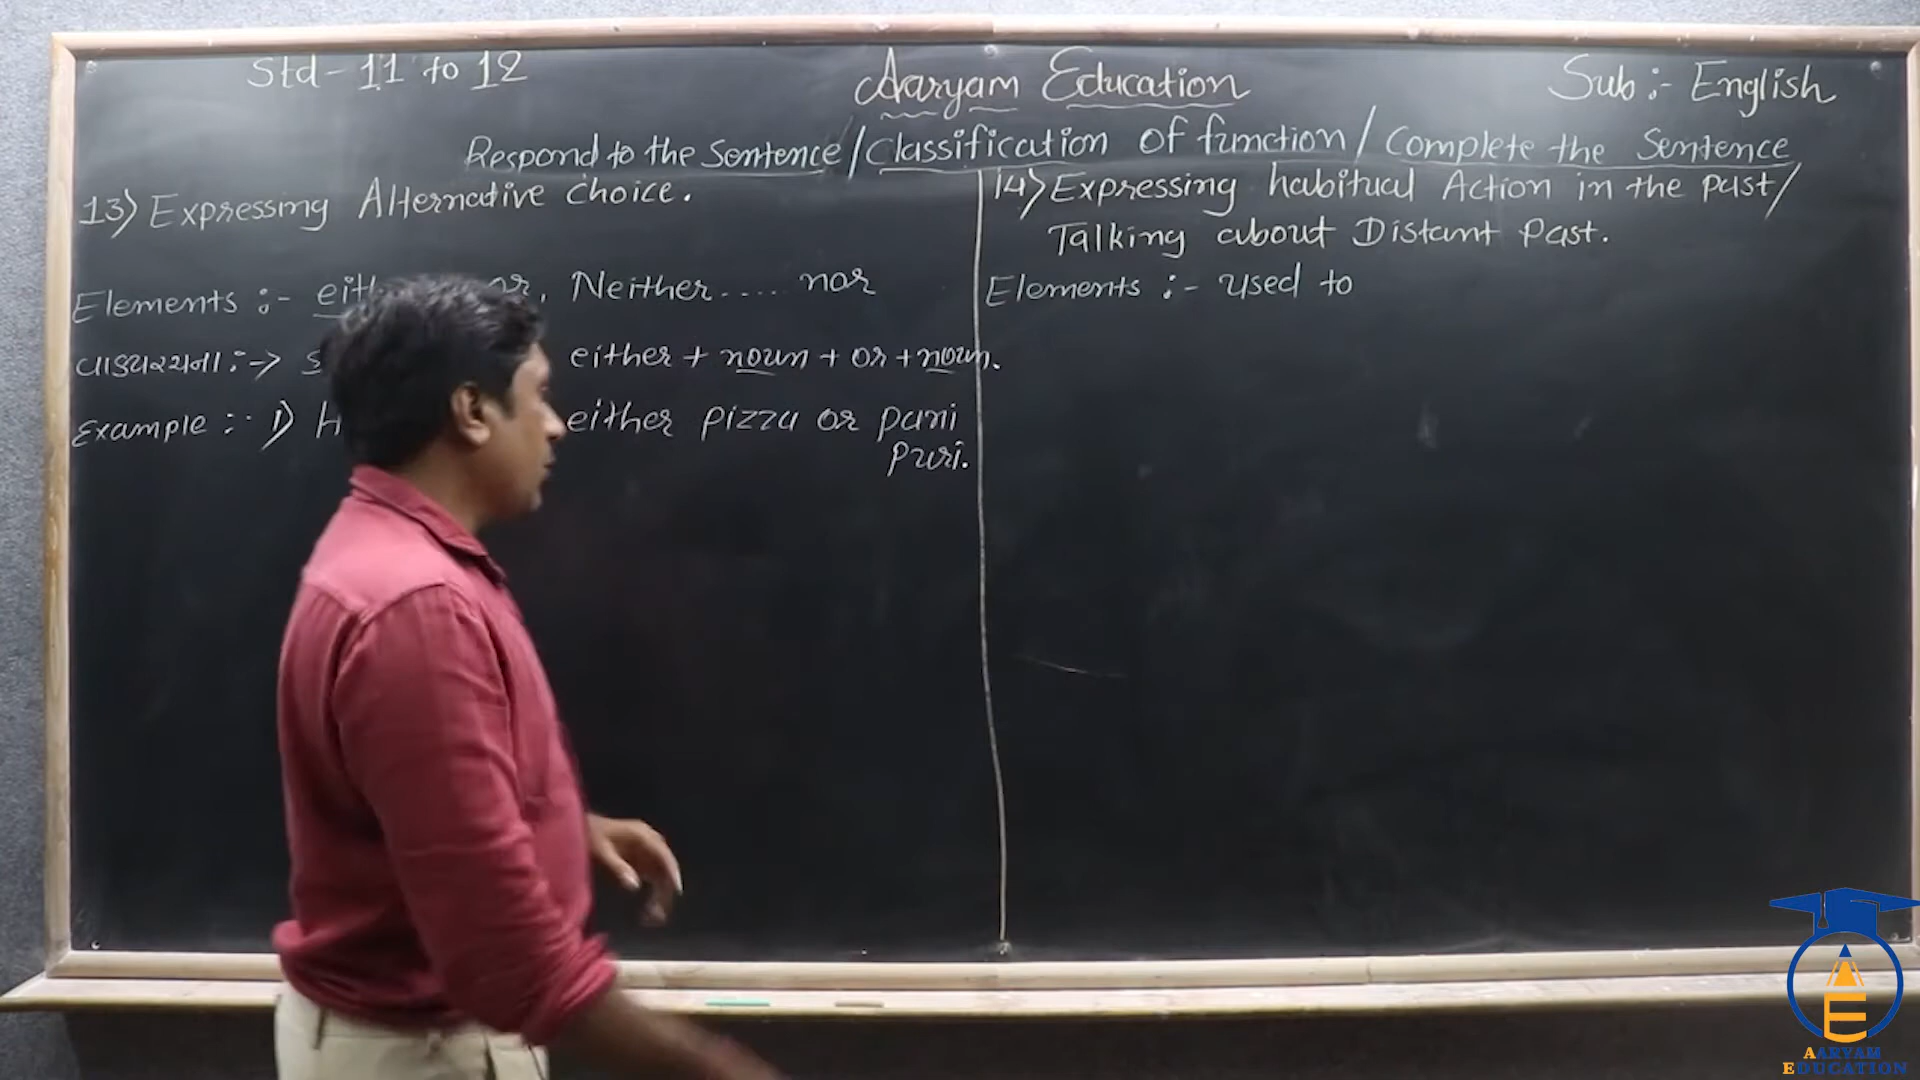 Std - 11 to 12
Aaryam Education
Sub :- English
Respond to the Sentence / Classification of function / Complete the Sentence
13) Expressing Alternative choice.
Elements :- or, Neither..... nor
વાક્યરચના :-> either + noun + or + noun.
Example :- 1) either pizza or pani
puri.
14) Expressing habitual Action in the past/
Talking about Distant Past.
Elements :- used to
AARYAM
EDUCATION